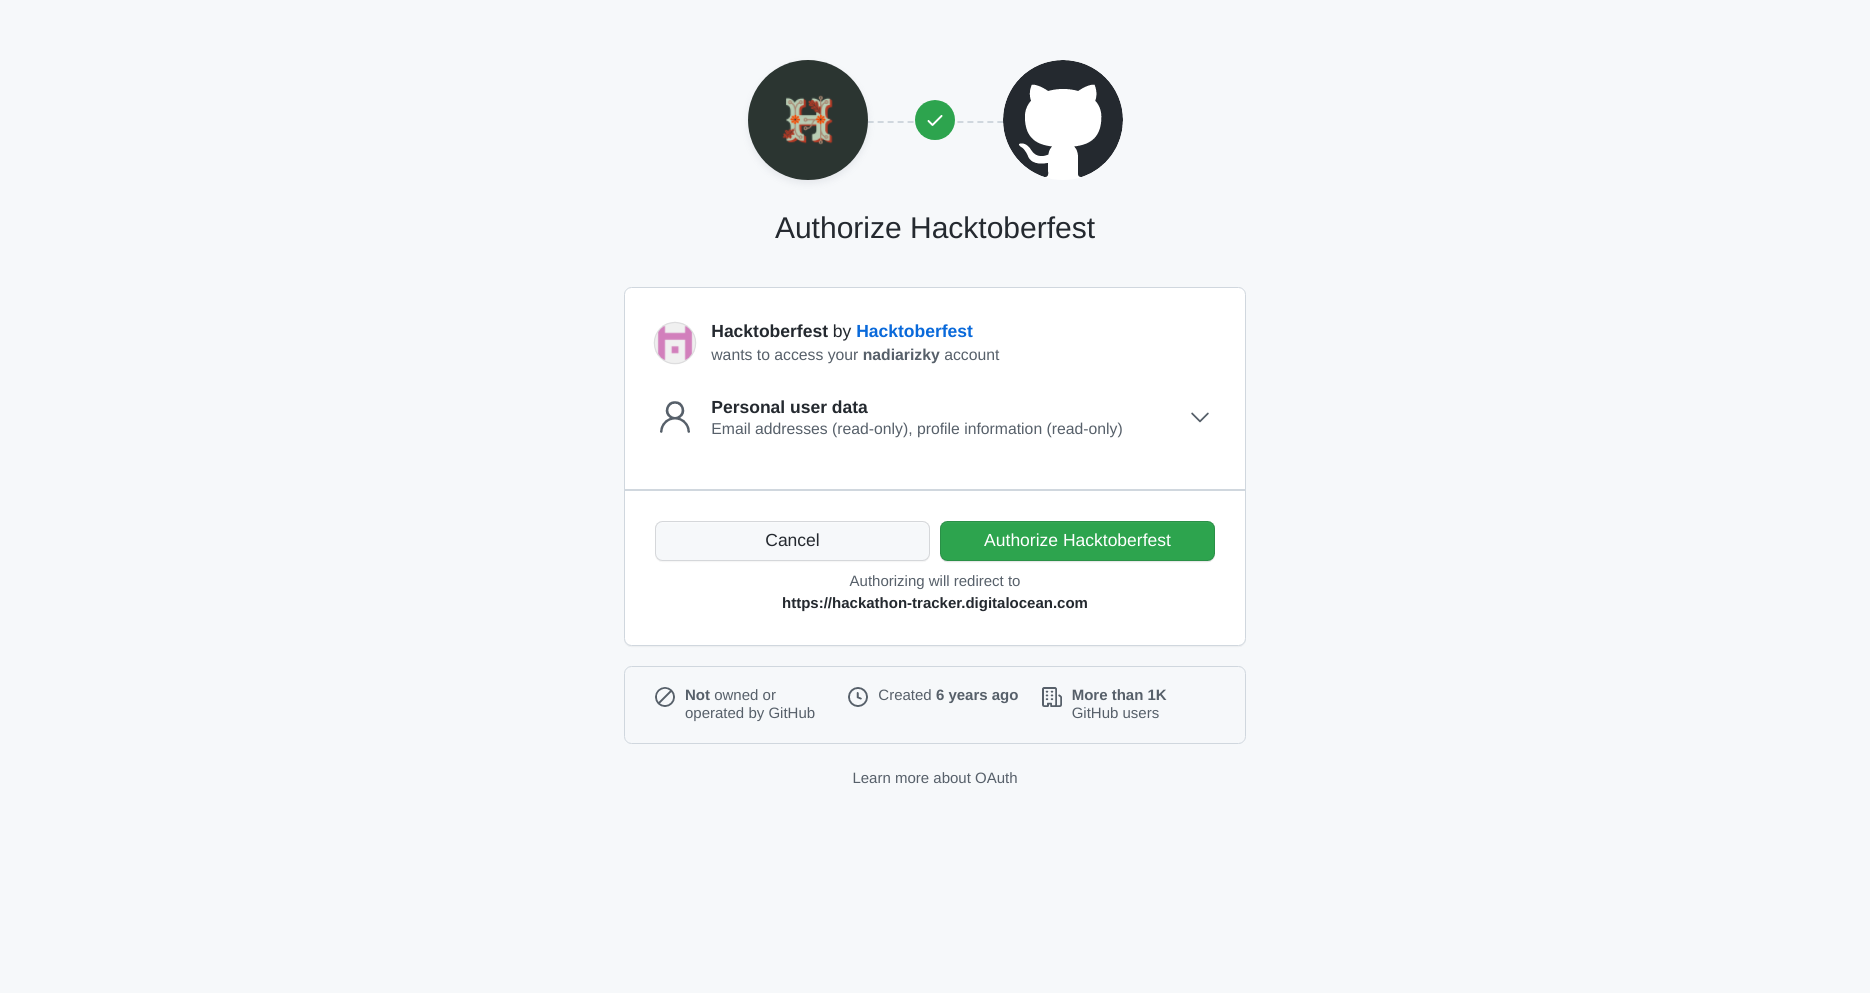 H
Authorize Hacktoberfest
Hacktoberfest by Hacktoberfest
wants to access your nadiarizky account
Personal user data
Email addresses (read-only), profile information (read-only)
Cancel
Authorize Hacktoberfest
Authorizing will redirect to
https://hackathon-tracker.digitalocean.com
Not owned or
operated by GitHub
Created 6 years ago
More than 1K
GitHub users
Learn more about OAuth